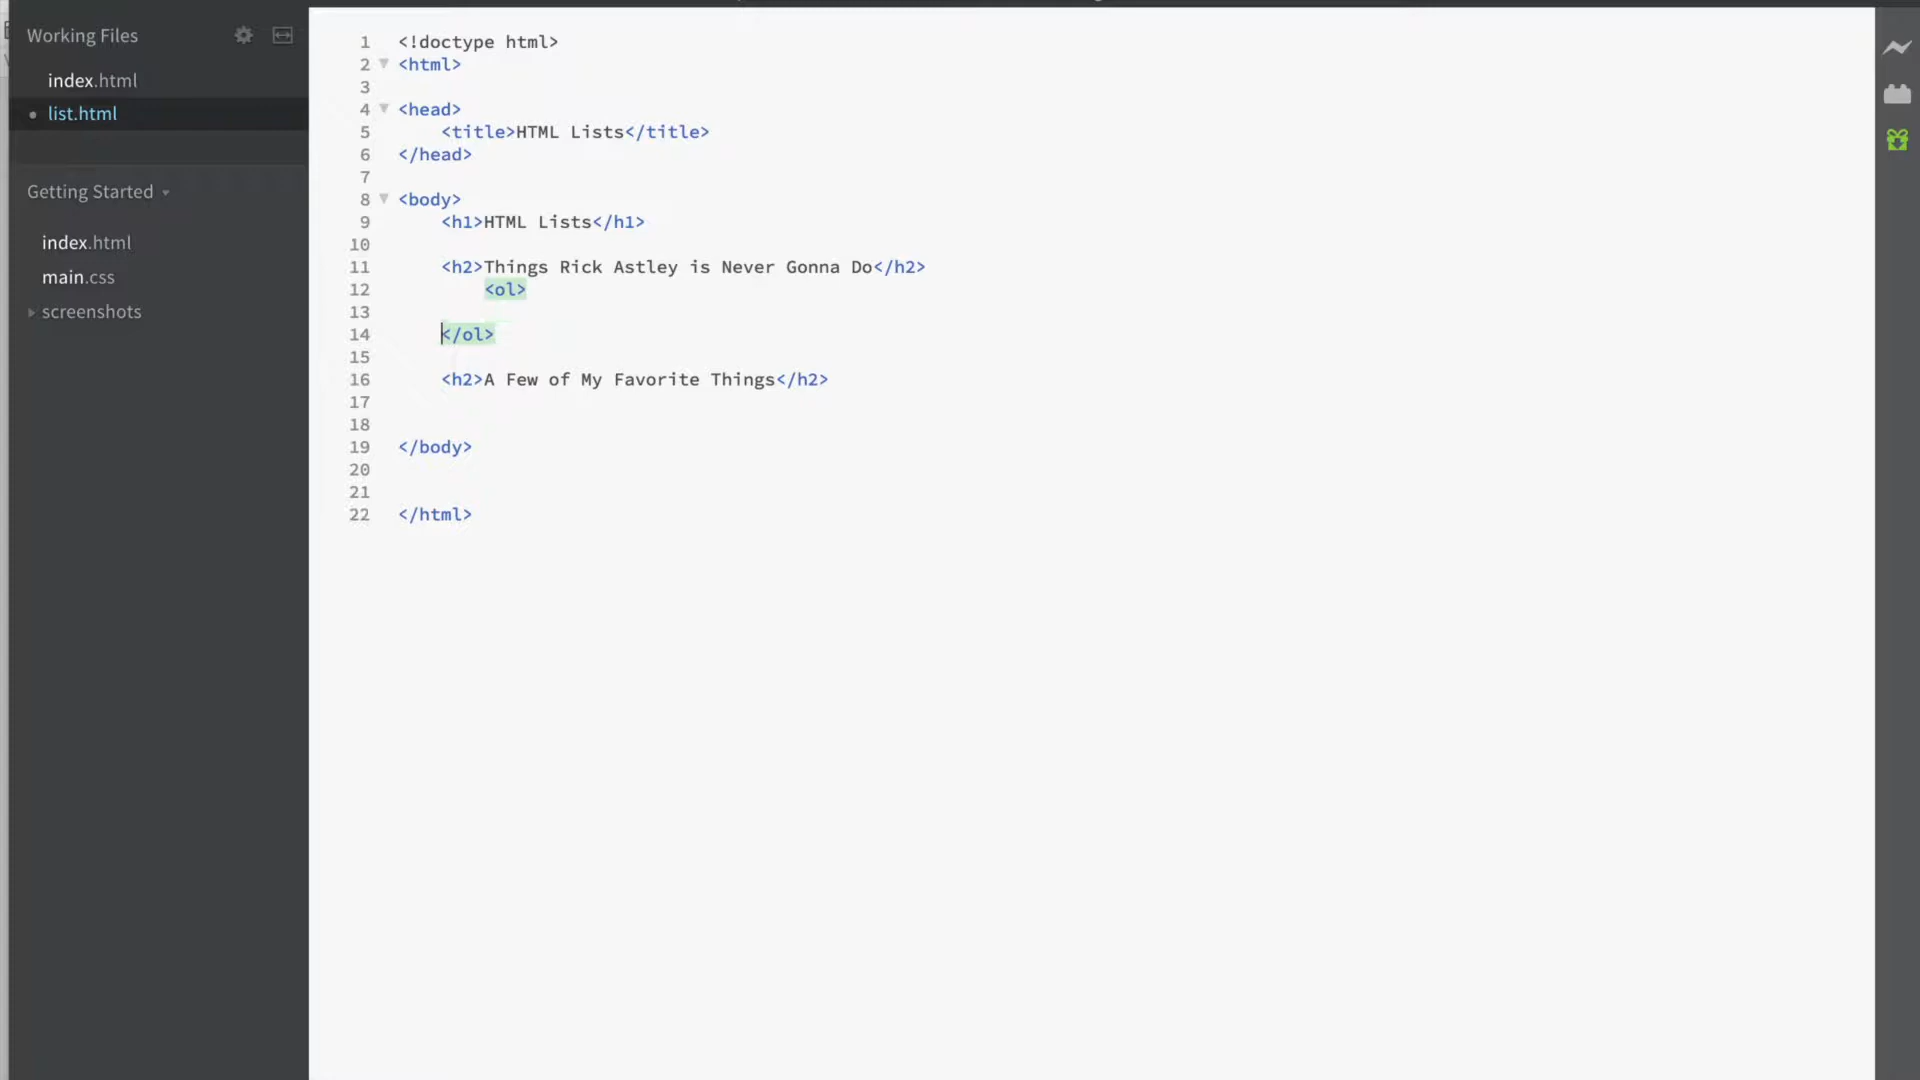 Working Files
index.html
list.html
Getting Started
index.html
main.css
screenshots
1 <!doctype html>
2 <html>
3
4 <head>
5 <title>HTML Lists</title>
6 </head>
7
8 <body>
9 <h1>HTML Lists</h1>
10
11 <h2>Things Rick Astley is Never Gonna Do</h2>
12 <ol>
13
14 </ol>
15
16 <h2>A Few of My Favorite Things</h2>
17
18
19 </body>
20
21
22 </html>